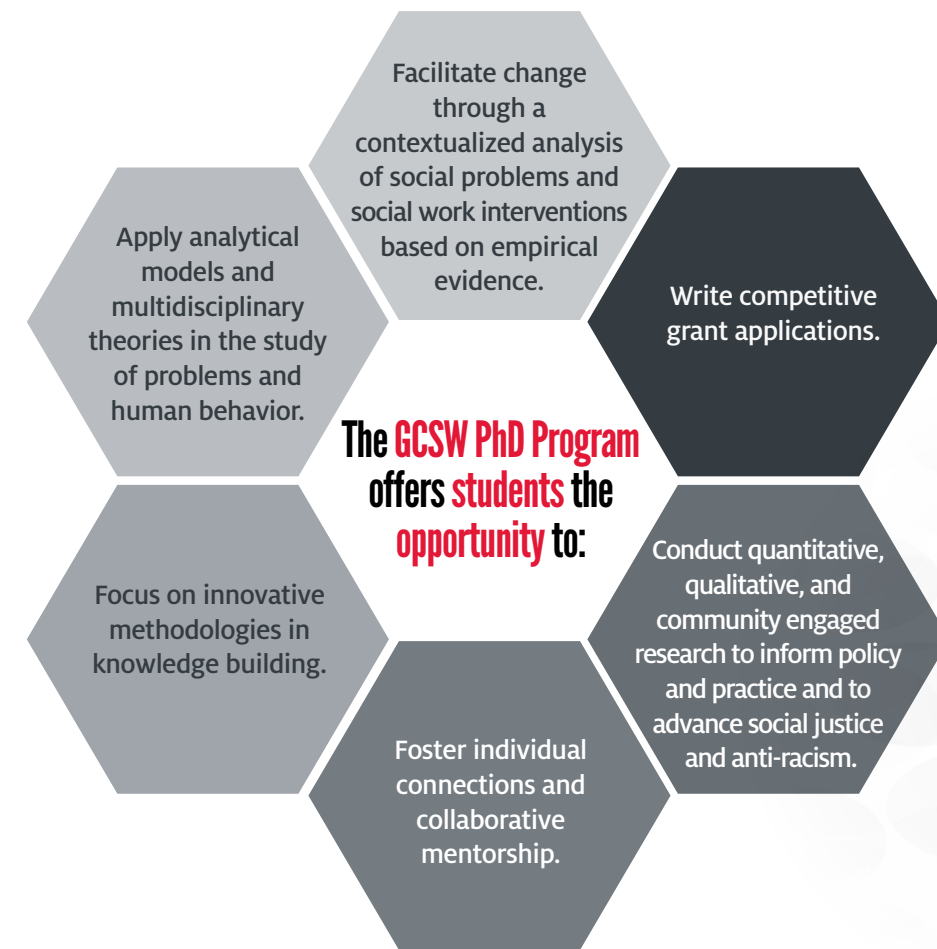 Facilitate change
through a
contextualized analysis
of social problems and
social work interventions
based on empirical
evidence.
Apply analytical
models and
multidisciplinary
theories in the study
of problems and
human behavior.
Write competitive
grant applications.
The GCSW PhD Program
offers students the
opportunity to:
Focus on innovative
methodologies in
knowledge building.
Conduct quantitative,
qualitative, and
community engaged
research to inform policy
and practice and to
advance social justice
and anti-racism.
Foster individual
connections and
collaborative
mentorship.